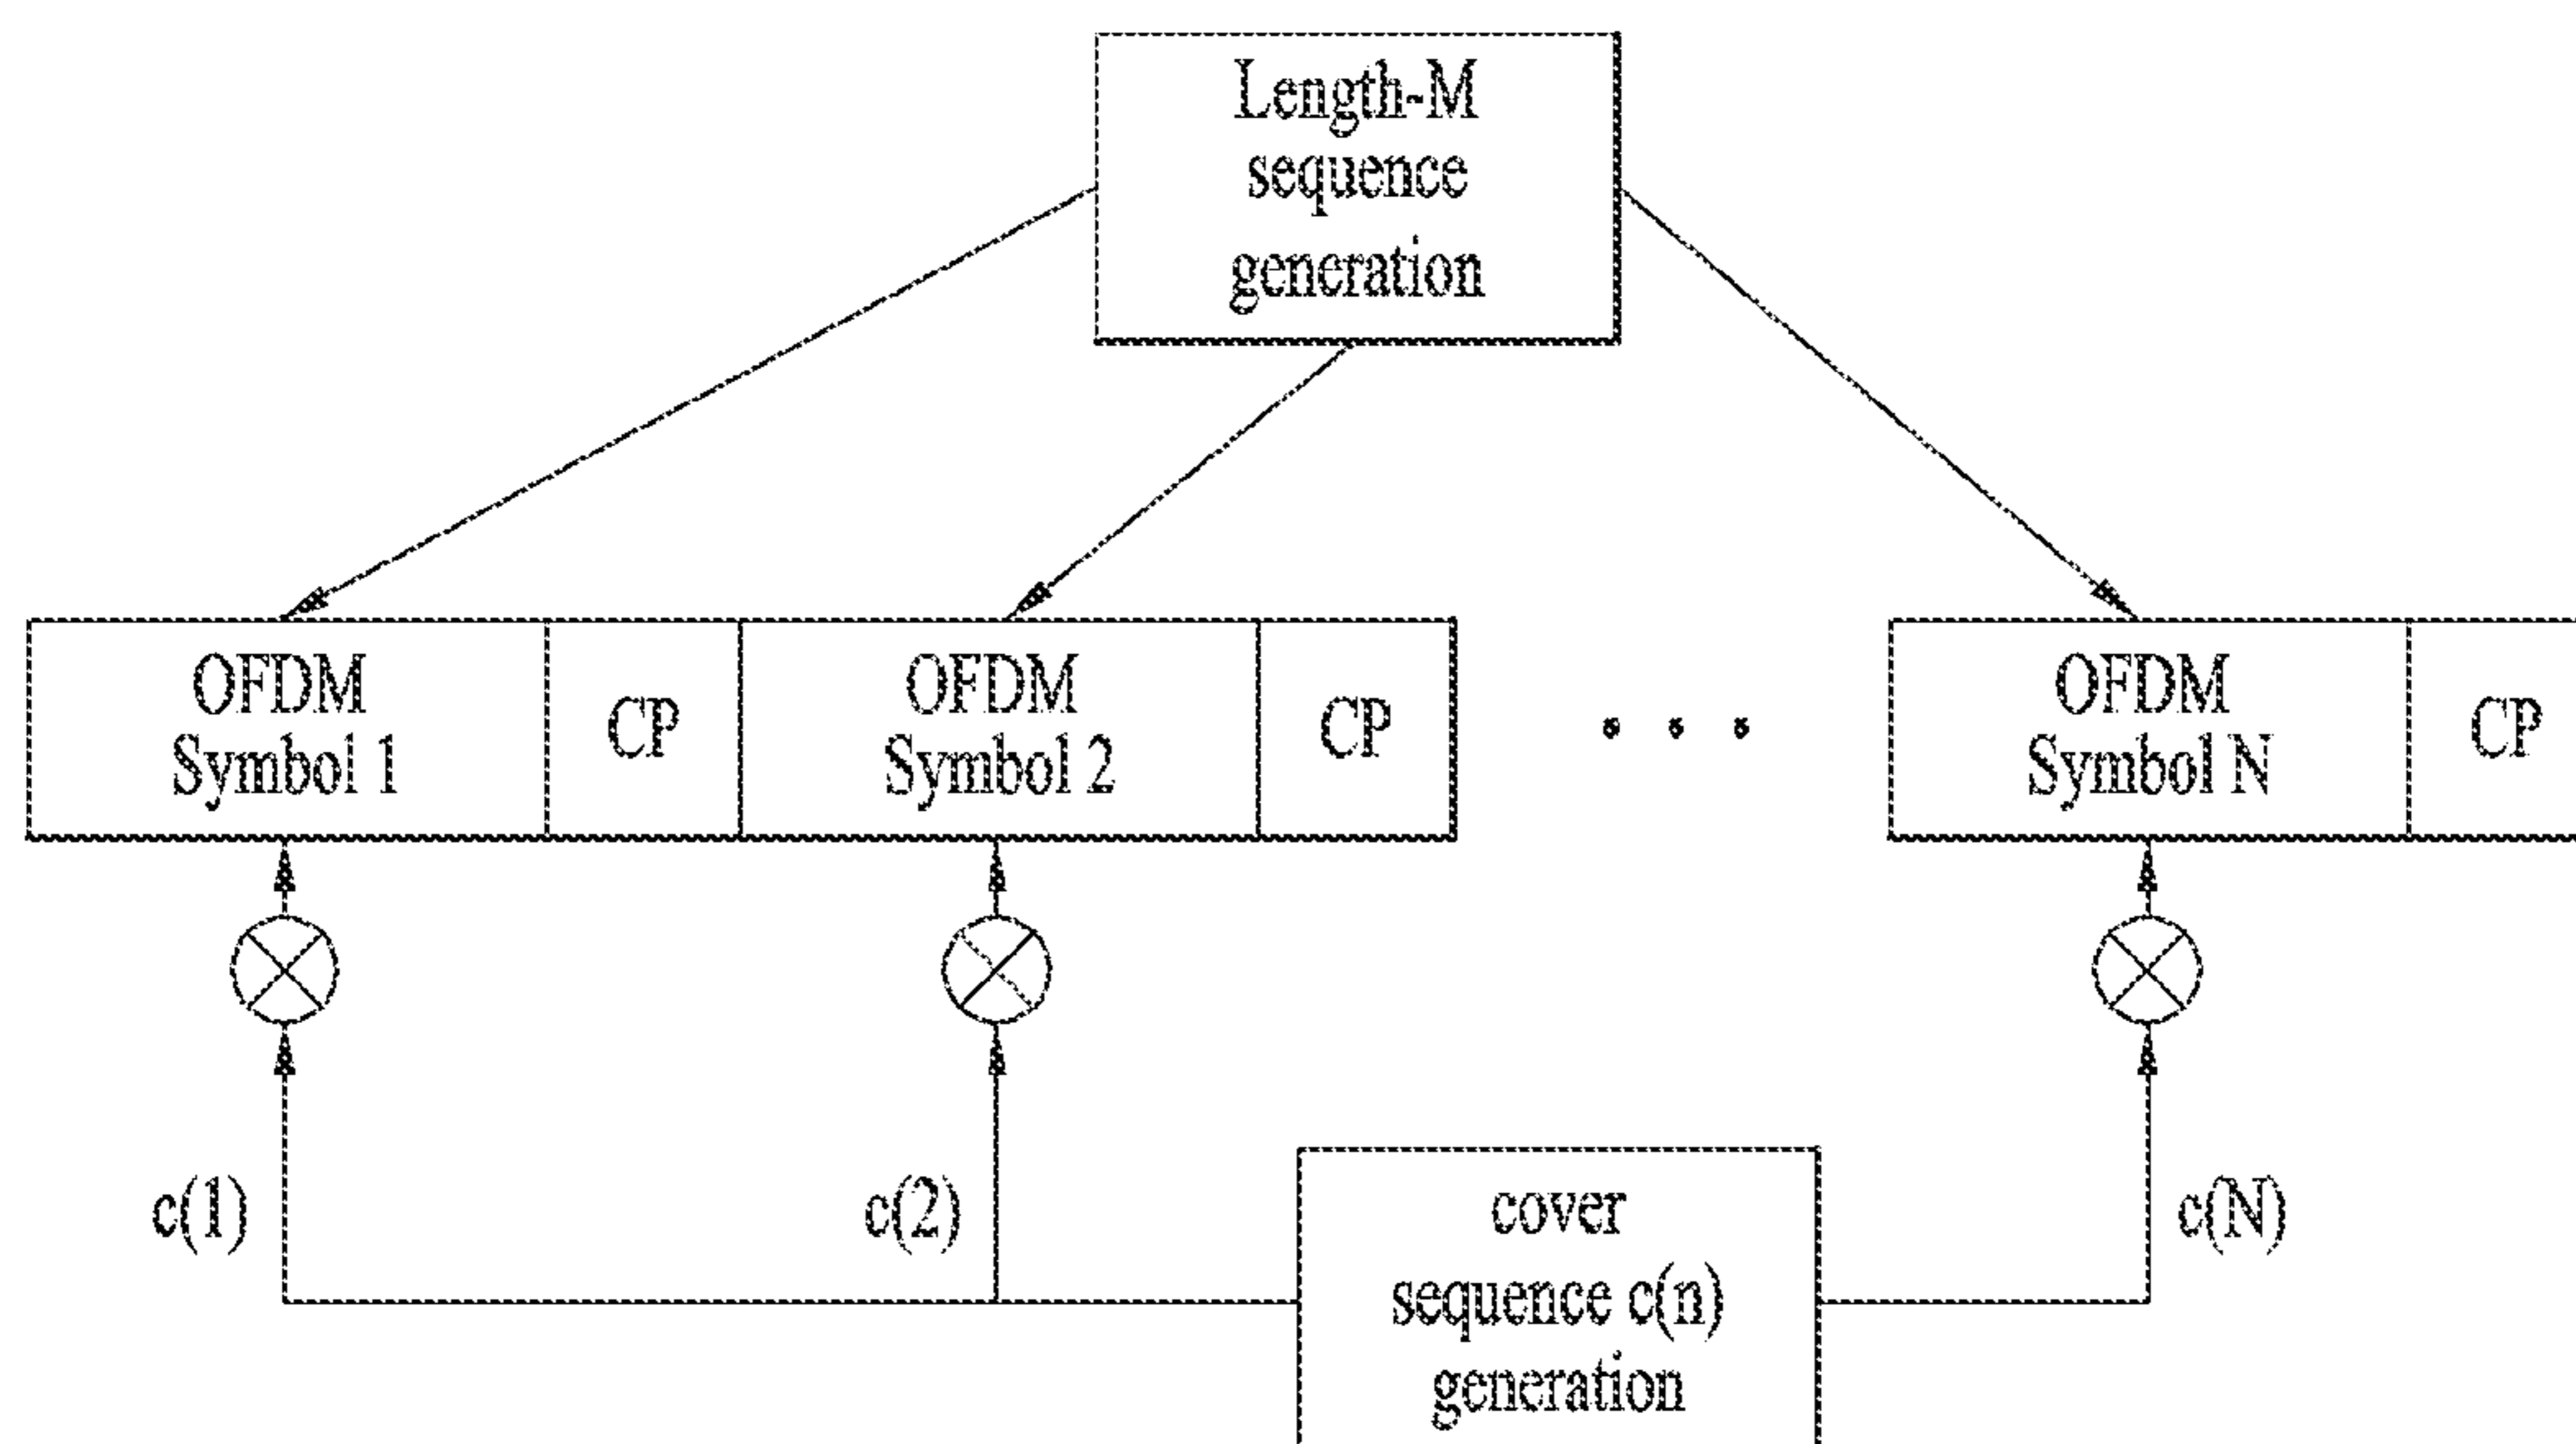 Length-M
sequence
generation
OFDM
Symbol 1
CP
OFDM
Symbol 2
CP
• • •
OFDM
Symbol N
CP
c(1)
c(2)
c(N)
cover
sequence c(n)
generation